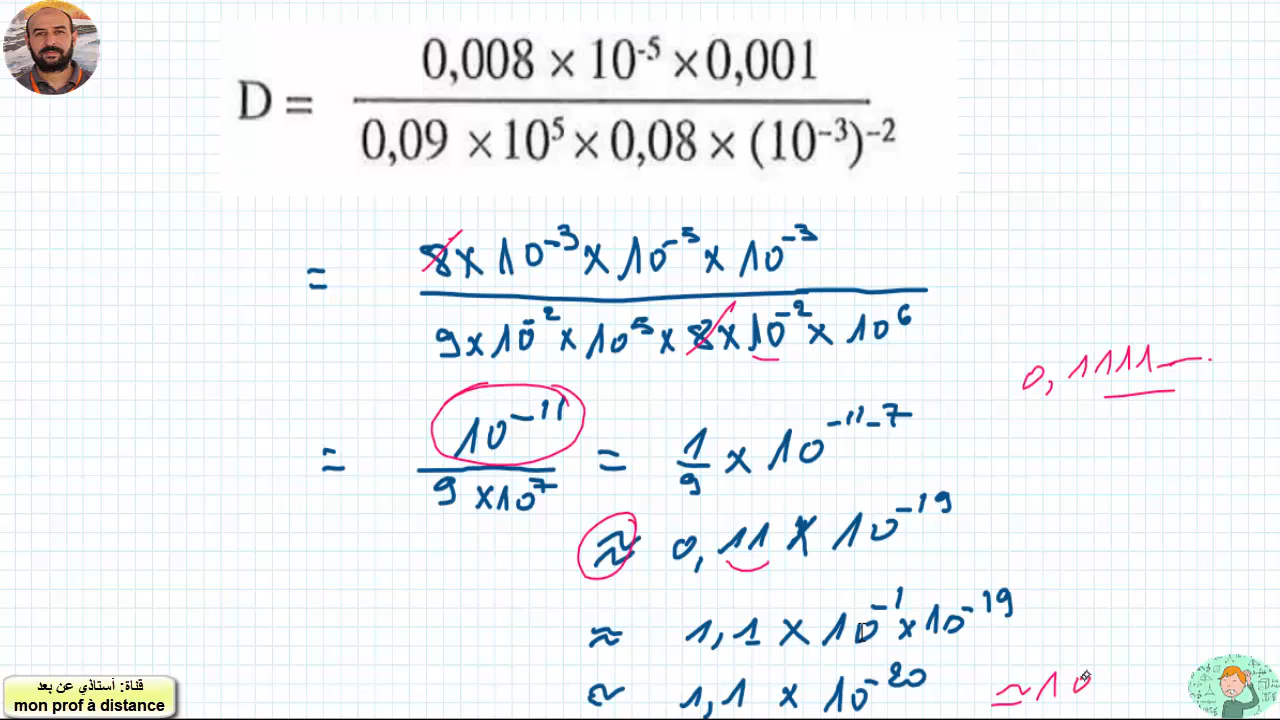 D = 0,008 × 10⁻⁵ × 0,001 / 0,09 × 10⁵ × 0,08 × (10⁻³)⁻²
= 8 × 10⁻³ × 10⁻⁵ × 10⁻³ / 9 × 10⁻² × 10⁵ × 8 × 10⁻² × 10⁶
0,1111....
= 10⁻¹¹ / 9 × 10⁷ = 1/9 × 10⁻¹¹⁻⁷
≈ 0,11 × 10⁻¹⁹
≈ 1,1 × 10⁻¹ × 10⁻¹⁹
≈ 1,1 × 10⁻²⁰ ≈ 10
قناة: أستاذي عن بعد
mon prof à distance